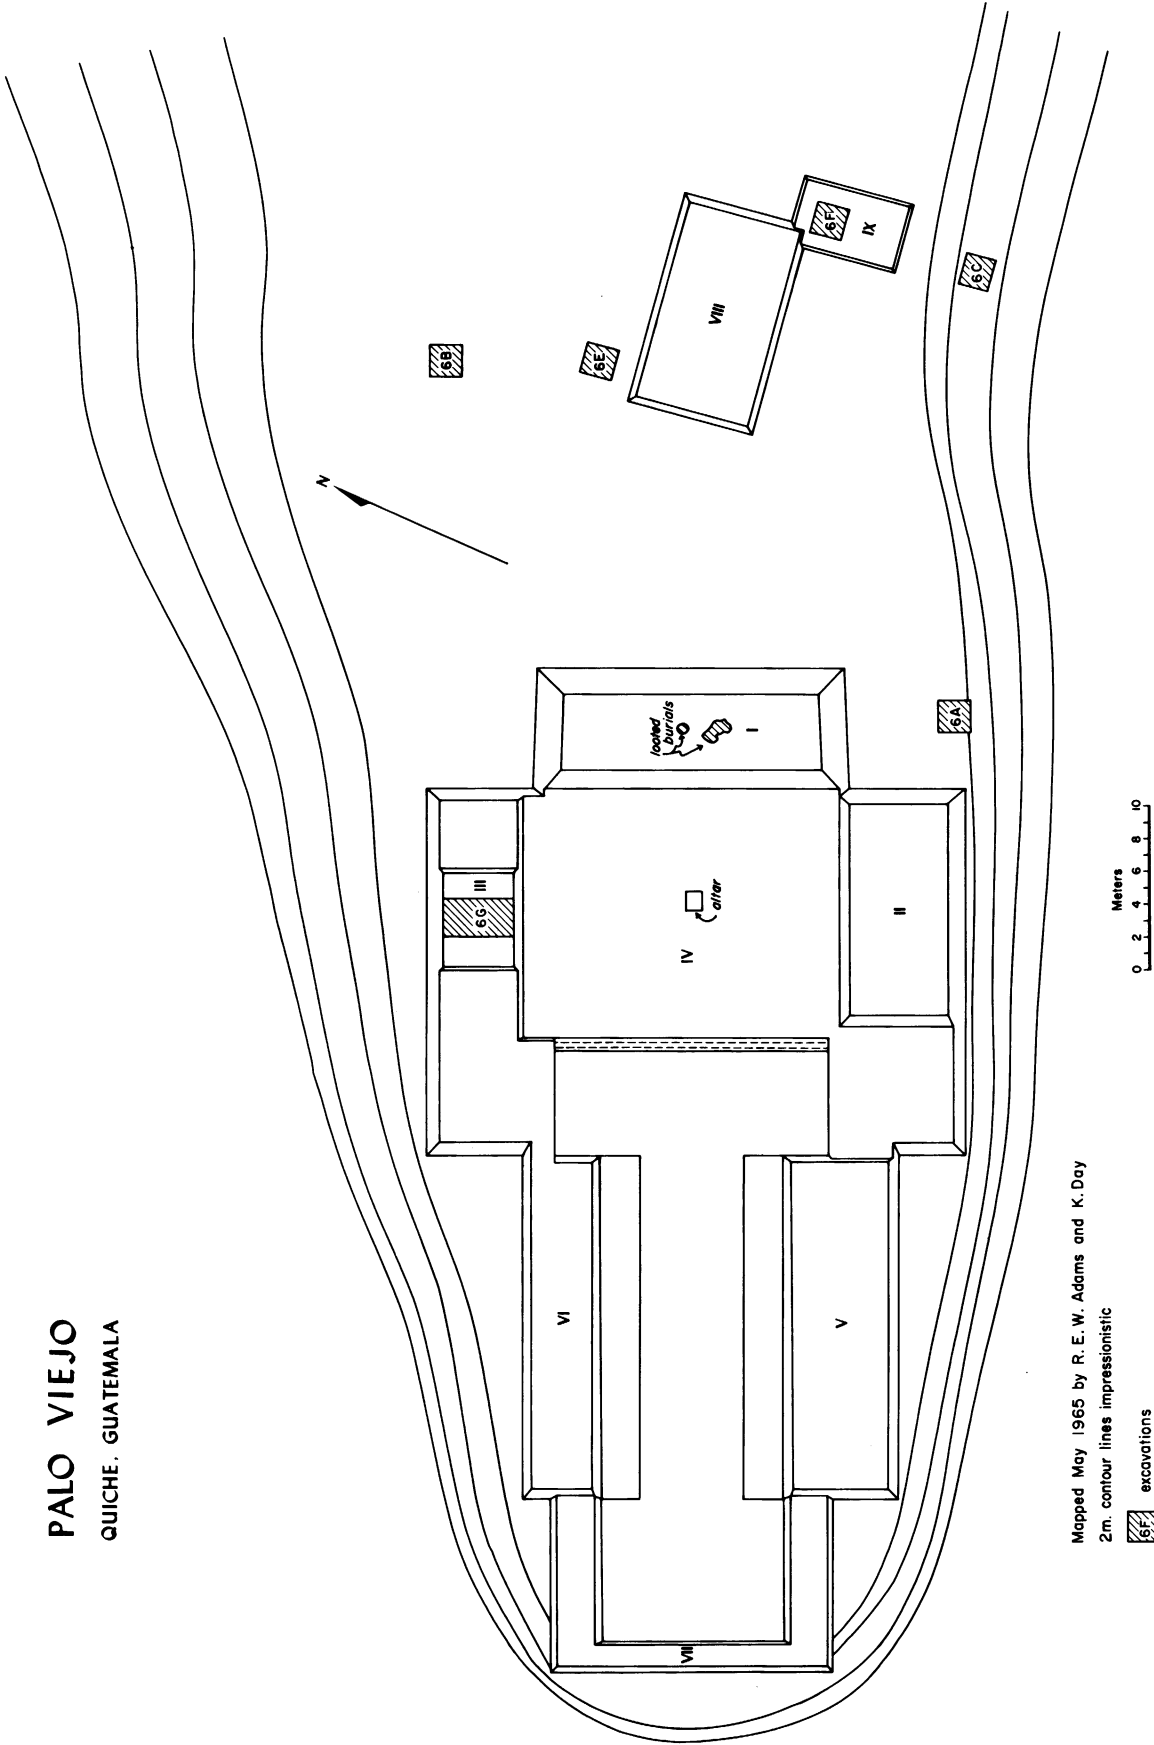 PALO VIEJO
QUICHE, GUATEMALA
N
6B
6E
VIII
6F
IX
6C
looted
burials
I
6A
III
6G
IV
altar
II
VI
V
VII
Meters
0 2 4 6 8 10
Mapped May 1965 by R. E. W. Adams and K. Day
2m. contour lines impressionistic
6F excavations